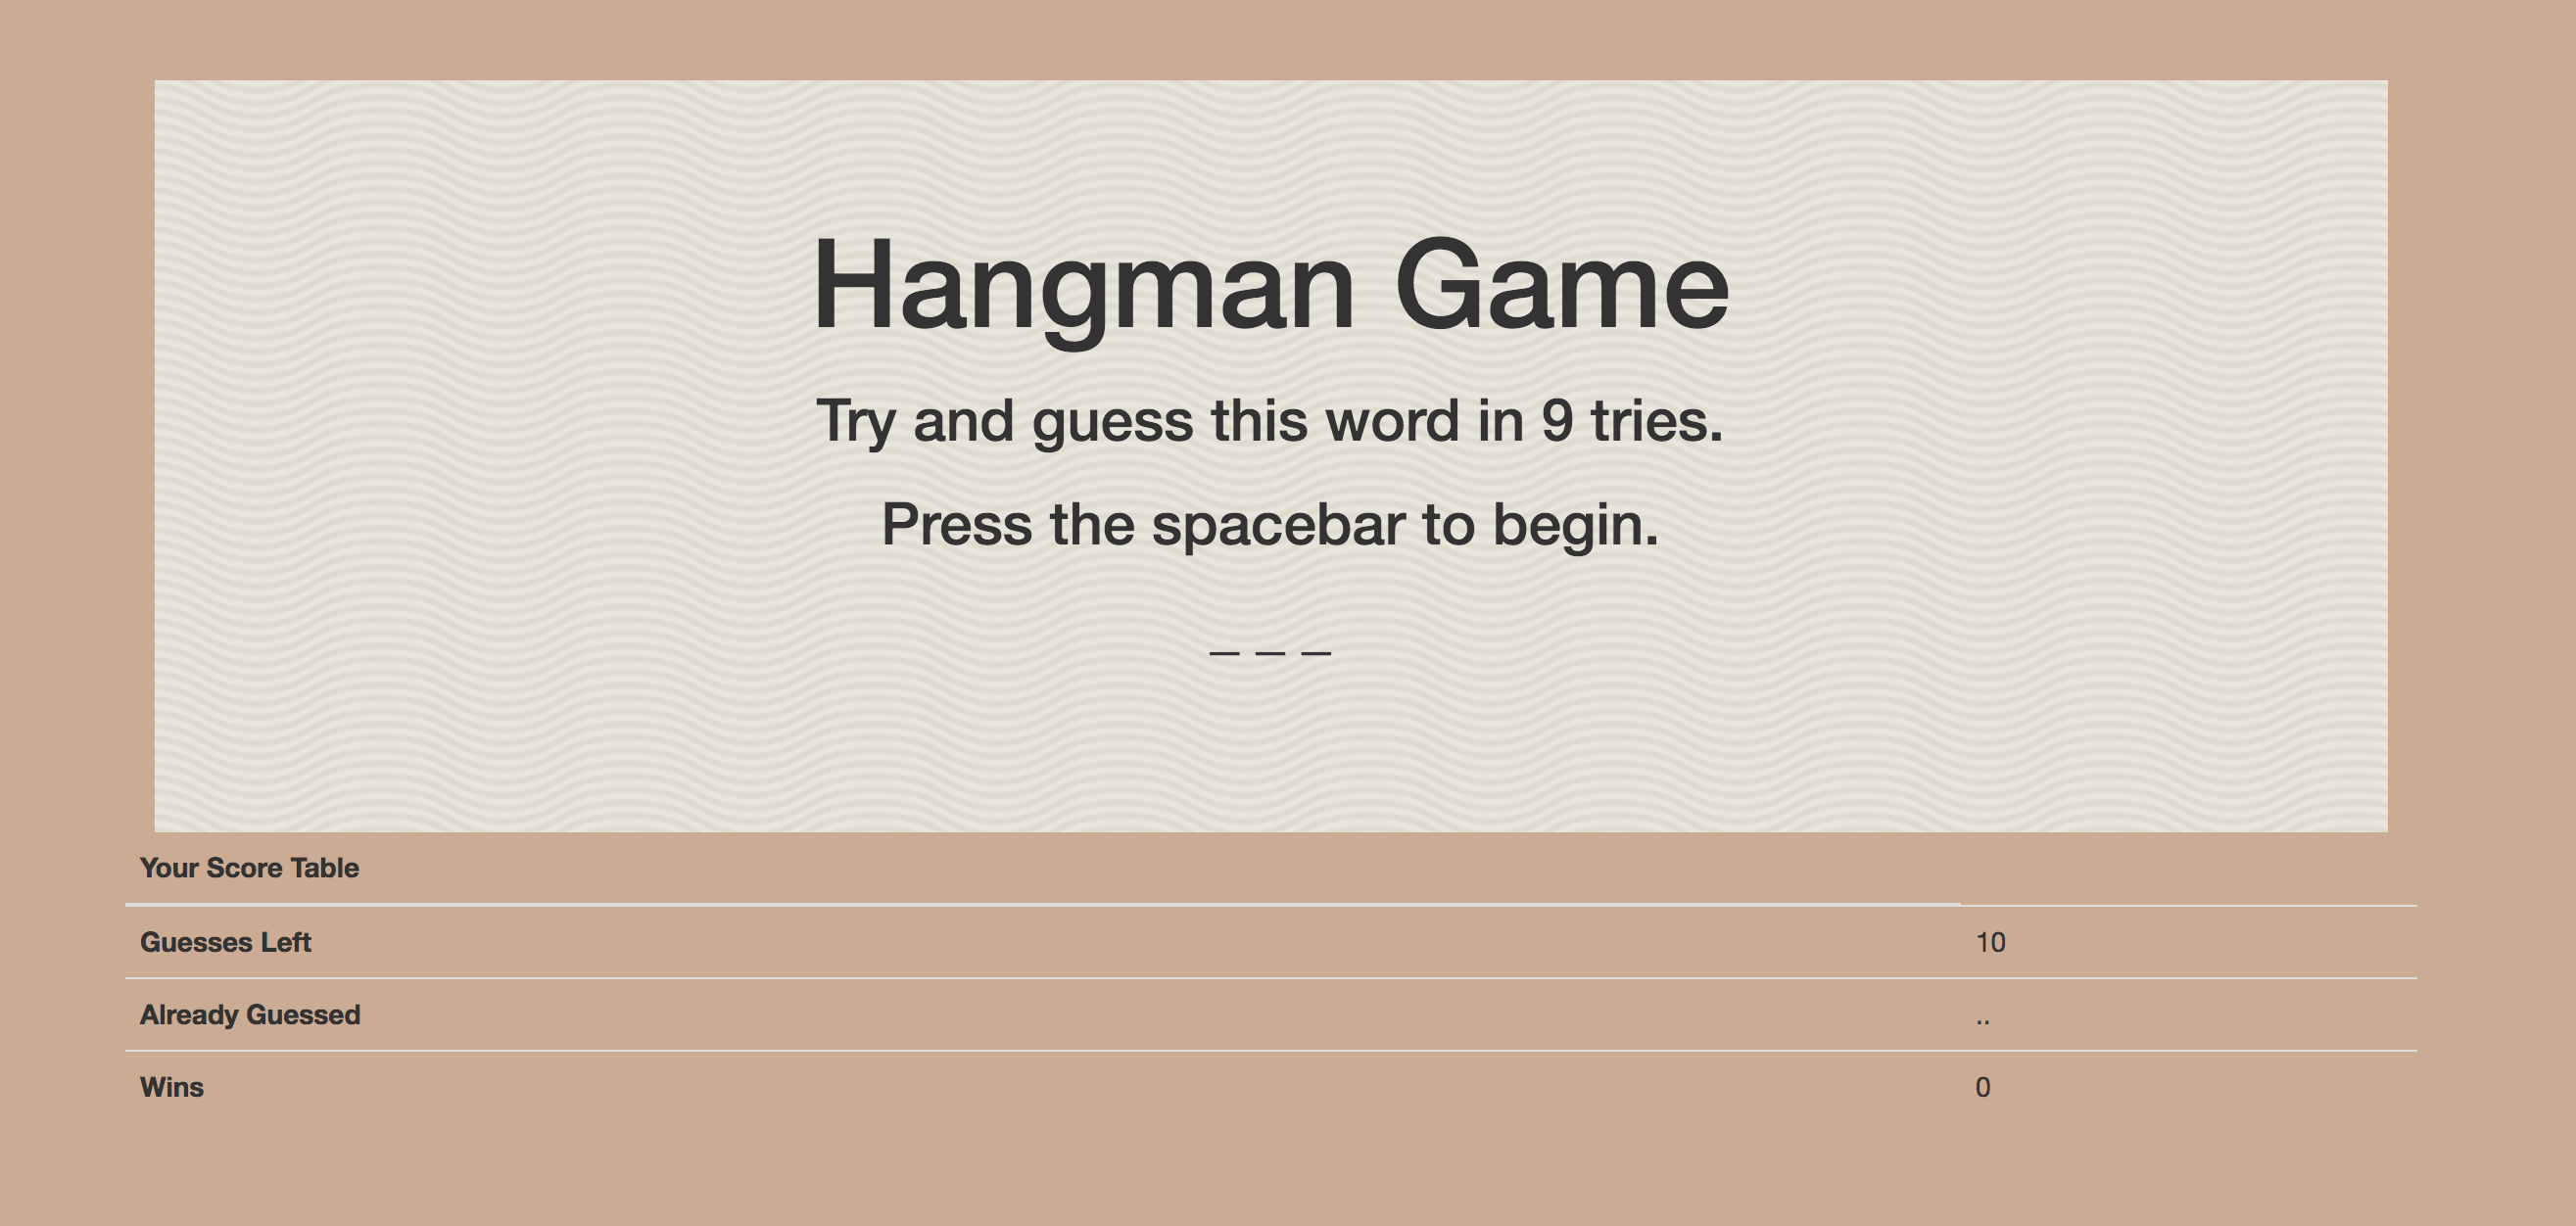 Hangman Game
Try and guess this word in 9 tries.
Press the spacebar to begin.
_ _ _
Your Score Table
Guesses Left 10
Already Guessed ..
Wins 0